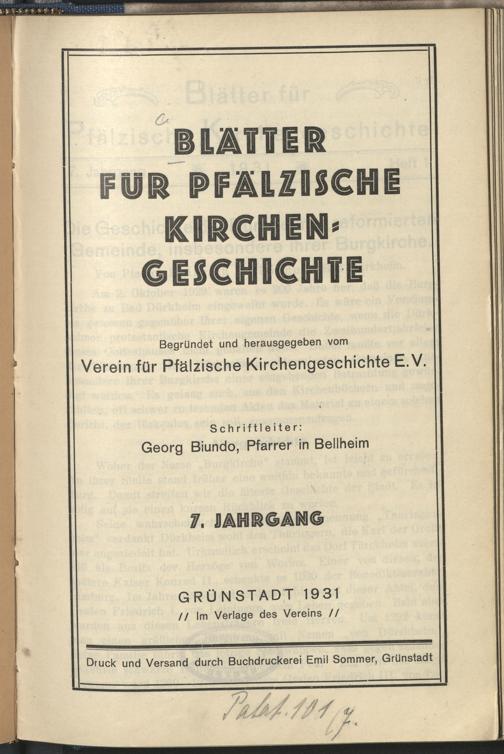 BLÄTTER
FÜR PFÄLZISCHE
KIRCHEN-
GESCHICHTE
Begründet und herausgegeben vom
Verein für Pfälzische Kirchengeschichte E.V.
Schriftleiter:
Georg Biundo, Pfarrer in Bellheim
7. JAHRGANG
GRÜNSTADT 1931
// Im Verlage des Vereins //
Druck und Versand durch Buchdruckerei Emil Sommer, Grünstadt
Palat. 101/7.